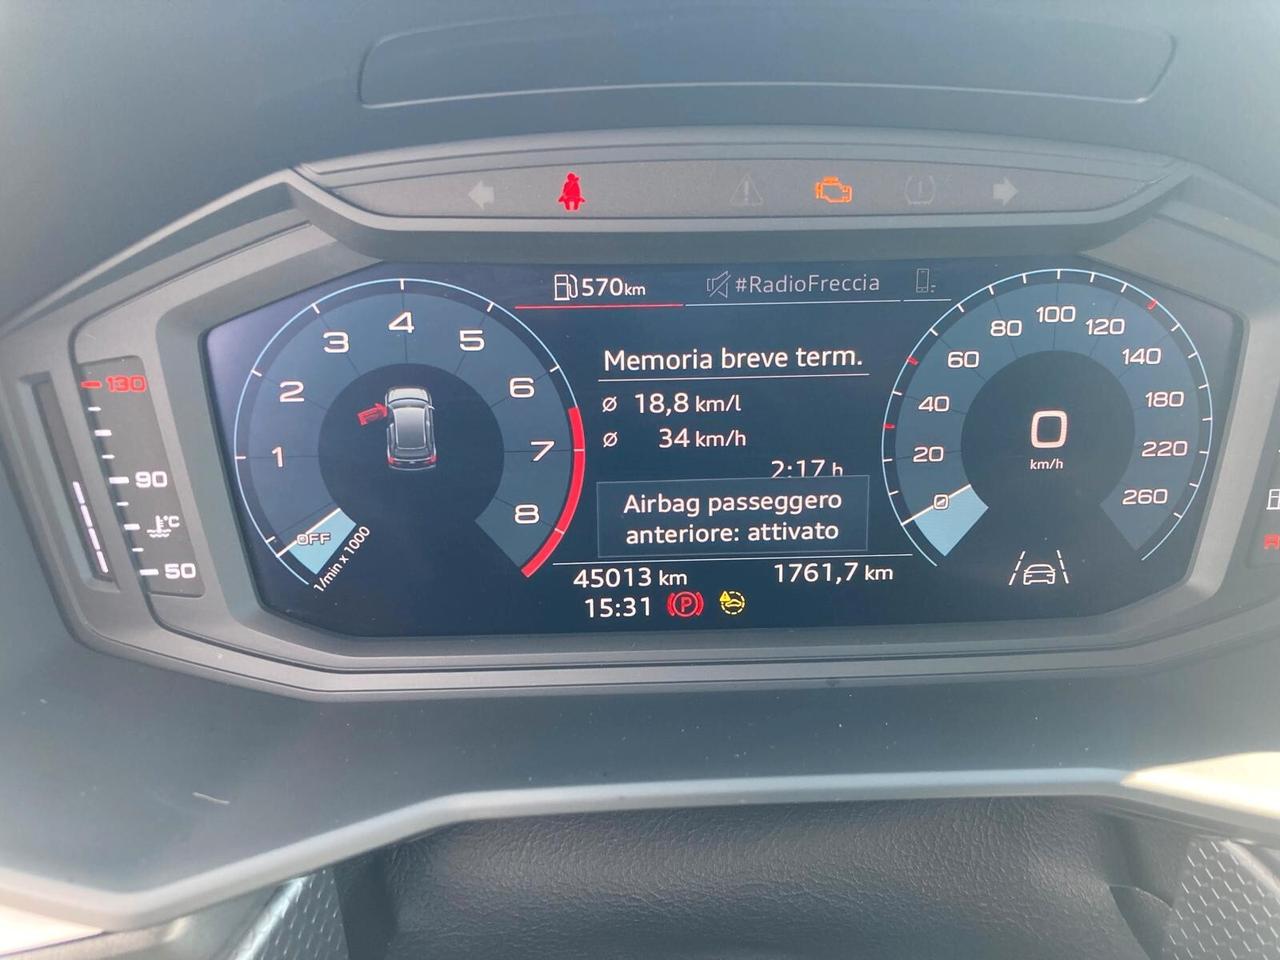 570km
#RadioFreccia
Memoria breve term.
ø 18,8 km/l
ø 34 km/h
2:17 h
Airbag passeggero
anteriore: attivato
45013 km
1761,7 km
15:31
P
OFF
1
2
3
4
5
6
7
8
1/min x 1000
0
20
40
60
80
100
120
140
180
220
260
0
km/h
130
90
°C
50
R